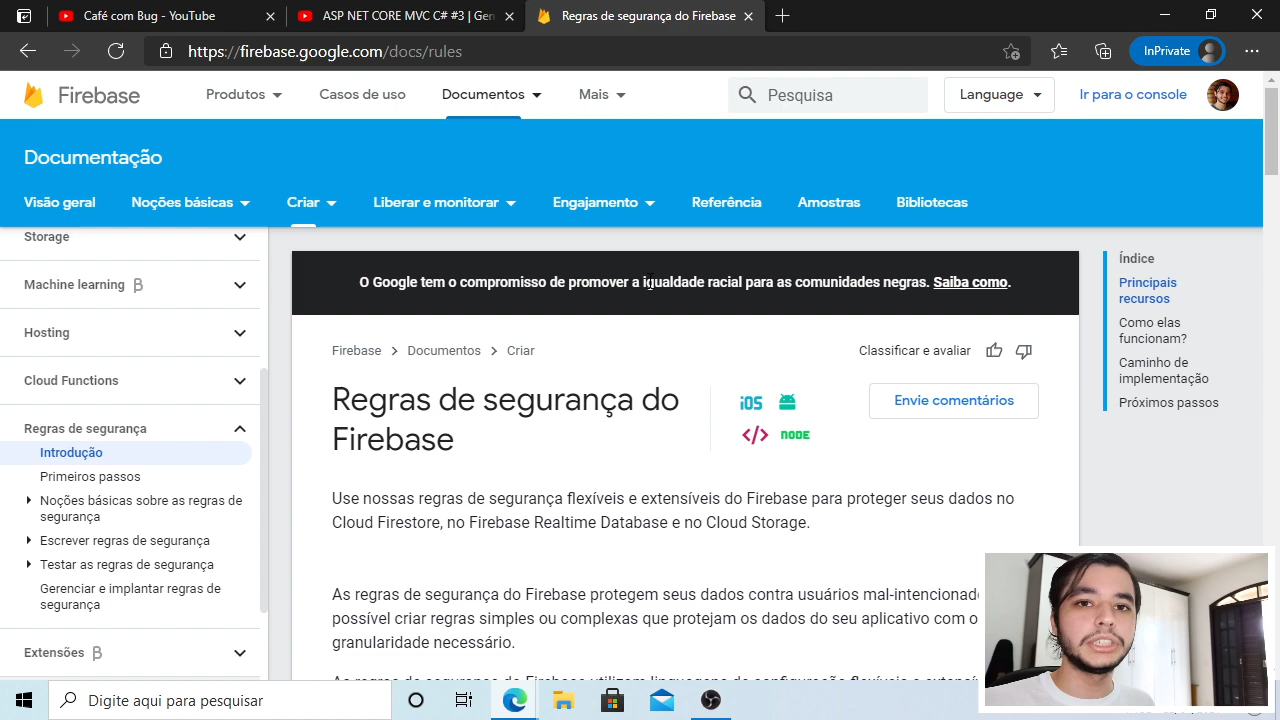 Café com Bug - YouTube
ASP NET CORE MVC C# #3 | Ger
Regras de segurança do Firebase
https://firebase.google.com/docs/rules
InPrivate
Firebase
Produtos
Casos de uso
Documentos
Mais
Pesquisa
Language
Ir para o console
Documentação
Visão geral
Noções básicas
Criar
Liberar e monitorar
Engajamento
Referência
Amostras
Bibliotecas
Storage
Machine learning β
Hosting
Cloud Functions
Regras de segurança
Introdução
Primeiros passos
Noções básicas sobre as regras de
segurança
Escrever regras de segurança
Testar as regras de segurança
Gerenciar e implantar regras de
segurança
Extensões β
O Google tem o compromisso de promover a igualdade racial para as comunidades negras. Saiba como.
Firebase > Documentos > Criar
Classificar e avaliar
Regras de segurança do
Firebase
iOS
</>
NODE
Envie comentários
Use nossas regras de segurança flexíveis e extensíveis do Firebase para proteger seus dados no
Cloud Firestore, no Firebase Realtime Database e no Cloud Storage.
As regras de segurança do Firebase protegem seus dados contra usuários mal-intencionad
possível criar regras simples ou complexas que protejam os dados do seu aplicativo com o
granularidade necessário.
Índice
Principais
recursos
Como elas
funcionam?
Caminho de
implementação
Próximos passos
Digite aqui para pesquisar